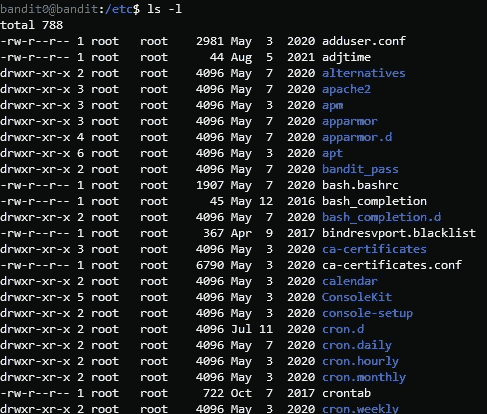 bandit0@bandit:/etc$ ls -l
total 788
-rw-r--r-- 1 root root 2981 May 3 2020 adduser.conf
-rw-r--r-- 1 root root 44 Aug 5 2021 adjtime
drwxr-xr-x 2 root root 4096 May 7 2020 alternatives
drwxr-xr-x 3 root root 4096 May 7 2020 apache2
drwxr-xr-x 3 root root 4096 May 3 2020 apm
drwxr-xr-x 3 root root 4096 May 7 2020 apparmor
drwxr-xr-x 4 root root 4096 May 7 2020 apparmor.d
drwxr-xr-x 6 root root 4096 May 3 2020 apt
drwxr-xr-x 2 root root 4096 May 7 2020 bandit_pass
-rw-r--r-- 1 root root 1907 May 7 2020 bash.bashrc
-rw-r--r-- 1 root root 45 May 12 2016 bash_completion
drwxr-xr-x 2 root root 4096 May 7 2020 bash_completion.d
-rw-r--r-- 1 root root 367 Apr 9 2017 bindresvport.blacklist
drwxr-xr-x 3 root root 4096 May 3 2020 ca-certificates
-rw-r--r-- 1 root root 6790 May 3 2020 ca-certificates.conf
drwxr-xr-x 2 root root 4096 May 3 2020 calendar
drwxr-xr-x 5 root root 4096 May 3 2020 ConsoleKit
drwxr-xr-x 2 root root 4096 May 3 2020 console-setup
drwxr-xr-x 2 root root 4096 Jul 11 2020 cron.d
drwxr-xr-x 2 root root 4096 May 7 2020 cron.daily
drwxr-xr-x 2 root root 4096 May 3 2020 cron.hourly
drwxr-xr-x 2 root root 4096 May 3 2020 cron.monthly
-rw-r--r-- 1 root root 722 Oct 7 2017 crontab
drwxr-xr-x 2 root root 4096 May 3 2020 cron.weekly